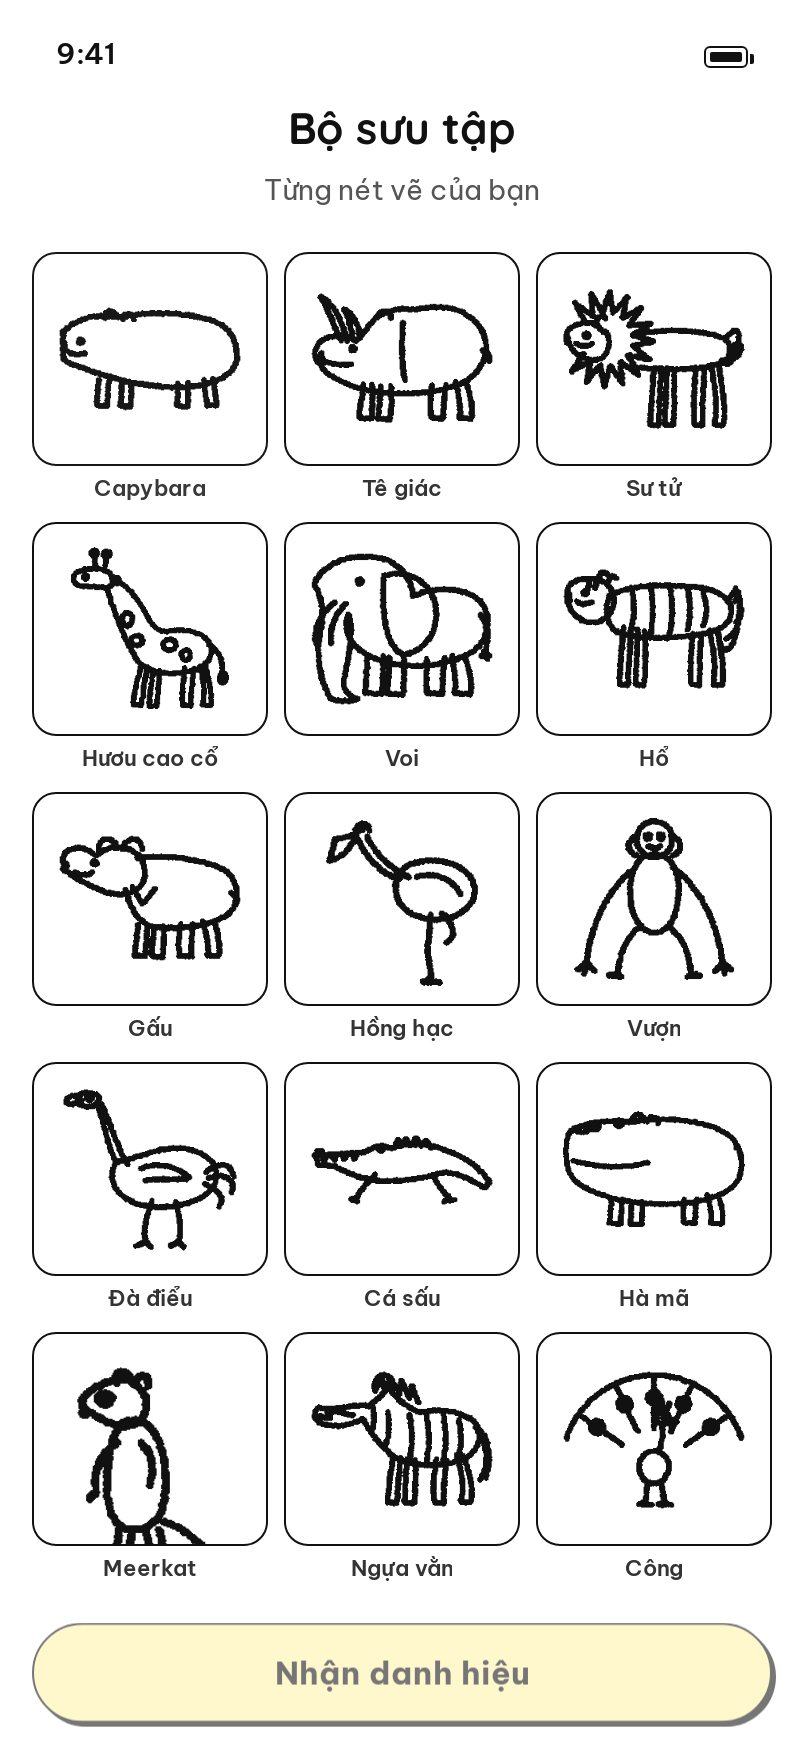 9:41
Bộ sưu tập
Từng nét vẽ của bạn
Capybara
Tê giác
Sư tử
Hươu cao cổ
Voi
Hổ
Gấu
Hồng hạc
Vượn
Đà điểu
Cá sấu
Hà mã
Meerkat
Ngựa vằn
Công
Nhận danh hiệu